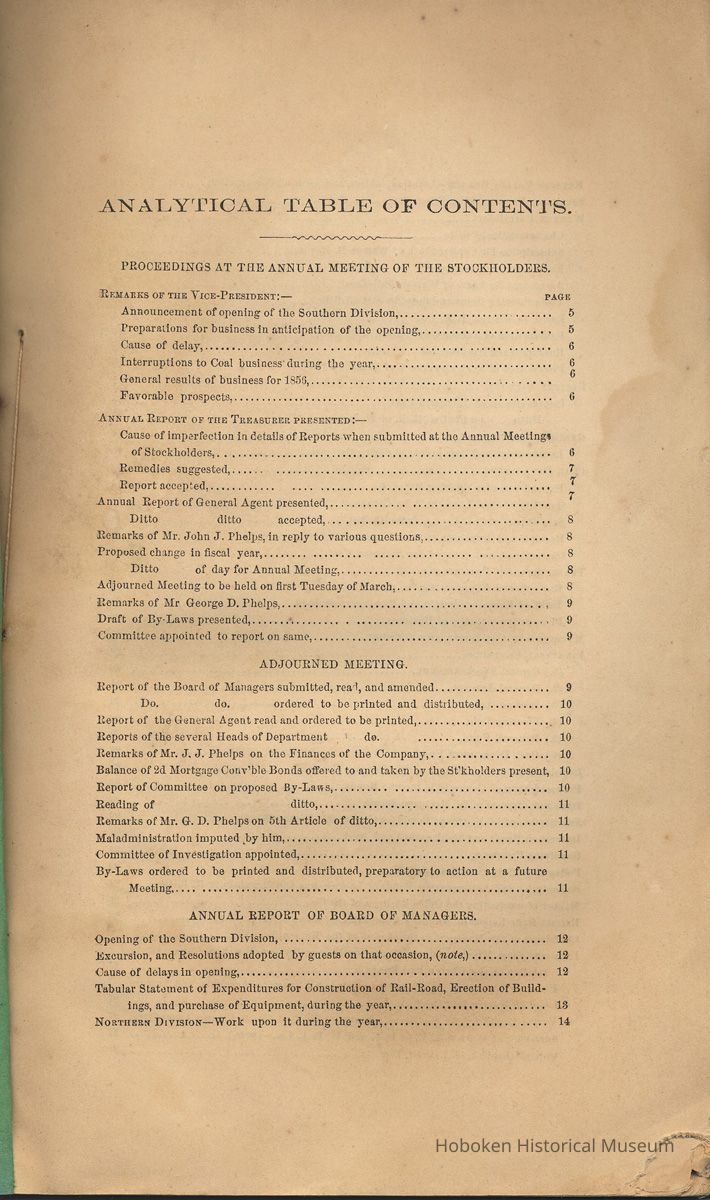 ANALYTICAL TABLE OF CONTENTS.
PROCEEDINGS AT THE ANNUAL MEETING OF THE STOCKHOLDERS.
REMARKS OF THE VICE-PRESIDENT:— PAGE
Announcement of opening of the Southern Division, 5
Preparations for business in anticipation of the opening, 5
Cause of delay, 6
Interruptions to Coal business during the year, 6
General results of business for 1856, 6
Favorable prospects, 6
ANNUAL REPORT OF THE TREASURER PRESENTED:—
Cause of imperfection in details of Reports when submitted at the Annual Meetings
of Stockholders, 6
Remedies suggested, 7
Report accepted, 7
Annual Report of General Agent presented, 7
Ditto ditto accepted, 8
Remarks of Mr. John J. Phelps, in reply to various questions, 8
Proposed change in fiscal year, 8
Ditto of day for Annual Meeting, 8
Adjourned Meeting to be held on first Tuesday of March, 8
Remarks of Mr George D. Phelps, 9
Draft of By-Laws presented, 9
Committee appointed to report on same, 9
ADJOURNED MEETING.
Report of the Board of Managers submitted, read, and amended 9
Do. do. ordered to be printed and distributed, 10
Report of the General Agent read and ordered to be printed, 10
Reports of the several Heads of Department do. 10
Remarks of Mr. J. J. Phelps on the Finances of the Company, 10
Balance of 2d Mortgage Conv'ble Bonds offered to and taken by the St'kholders present, 10
Report of Committee on proposed By-Laws, 10
Reading of ditto, 11
Remarks of Mr. G. D. Phelps on 5th Article of ditto, 11
Maladministration imputed by him, 11
Committee of Investigation appointed, 11
By-Laws ordered to be printed and distributed, preparatory to action at a future
Meeting, 11
ANNUAL REPORT OF BOARD OF MANAGERS.
Opening of the Southern Division, 12
Excursion, and Resolutions adopted by guests on that occasion, (note,) 12
Cause of delays in opening, 12
Tabular Statement of Expenditures for Construction of Rail-Road, Erection of Build-
ings, and purchase of Equipment, during the year, 13
NORTHERN DIVISION—Work upon it during the year, 14
Hoboken Historical Museum